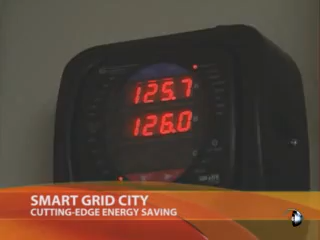 125.7
126.0
SMART GRID CITY
CUTTING-EDGE ENERGY SAVING